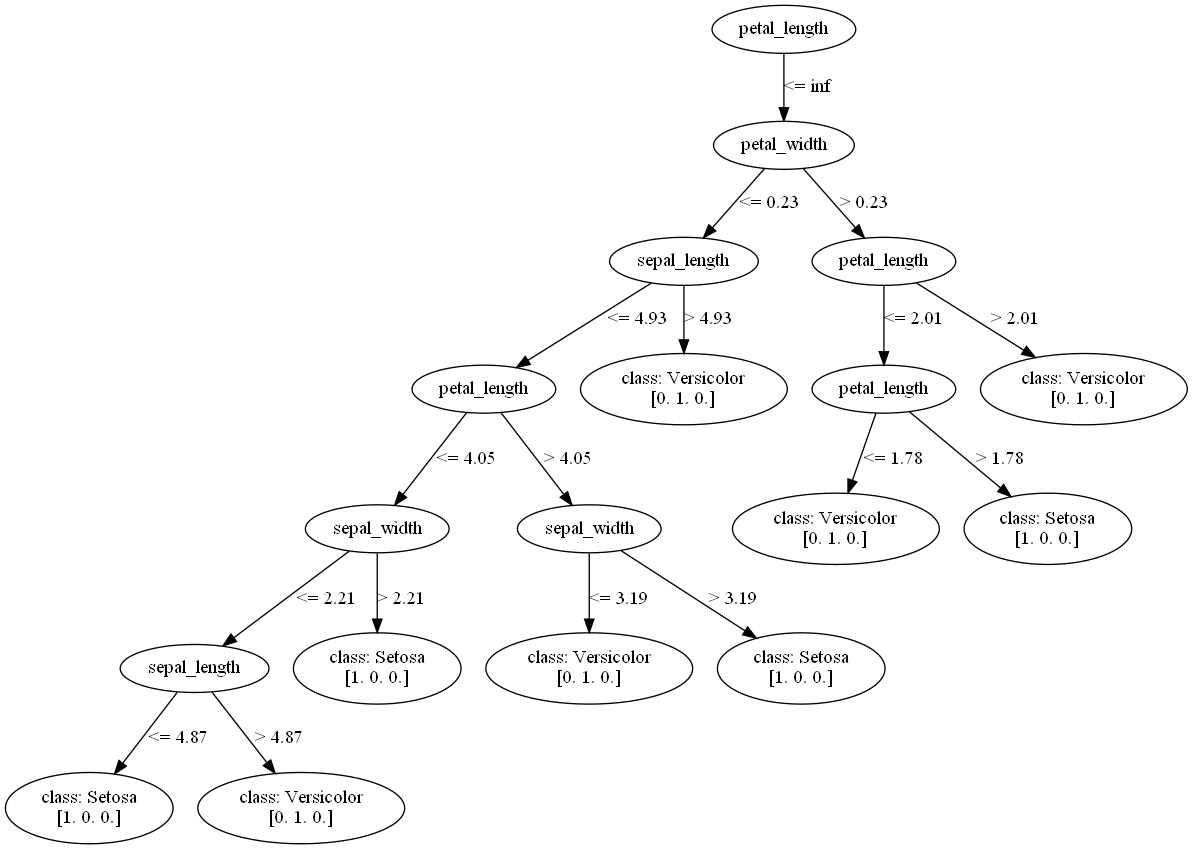 petal_length
<= inf
petal_width
<= 0.23
> 0.23
sepal_length
petal_length
<= 4.93
> 4.93
<= 2.01
> 2.01
petal_length
class: Versicolor
[0. 1. 0.]
petal_length
class: Versicolor
[0. 1. 0.]
<= 4.05
> 4.05
<= 1.78
> 1.78
sepal_width
sepal_width
class: Versicolor
[0. 1. 0.]
class: Setosa
[1. 0. 0.]
<= 2.21
> 2.21
<= 3.19
> 3.19
sepal_length
class: Setosa
[1. 0. 0.]
class: Versicolor
[0. 1. 0.]
class: Setosa
[1. 0. 0.]
<= 4.87
> 4.87
class: Setosa
[1. 0. 0.]
class: Versicolor
[0. 1. 0.]